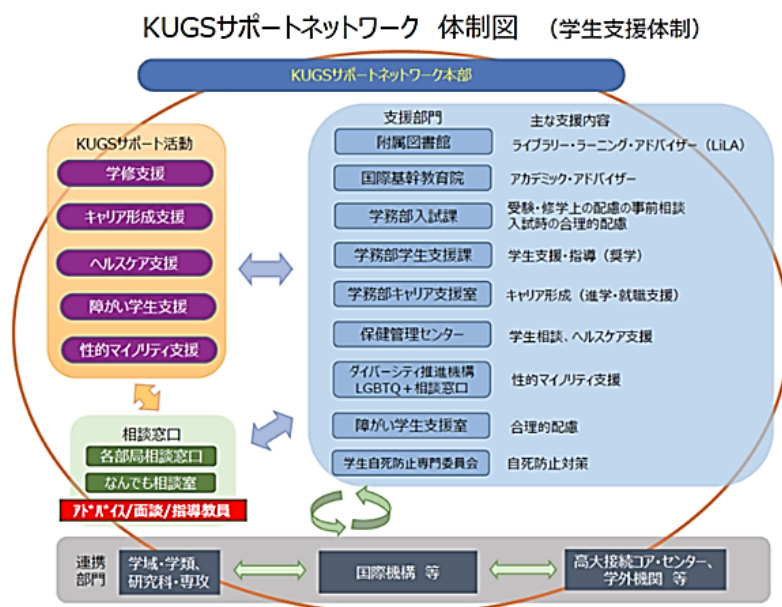 KUGSサポートネットワーク 体制図 (学生支援体制)
KUGSサポートネットワーク本部
KUGSサポート活動
学修支援
キャリア形成支援
ヘルスケア支援
障がい学生支援
性的マイノリティ支援
相談窓口
各部局相談窓口
なんでも相談室
ｱﾄﾞﾊﾞｲｽ/面談/指導教員
支援部門 主な支援内容
附属図書館 ライブラリー・ラーニング・アドバイザー (LiLA)
国際基幹教育院 アカデミック・アドバイザー
学務部入試課 受験・修学上の配慮の事前相談
入試時の合理的配慮
学務部学生支援課 学生支援・指導 (奨学)
学務部キャリア支援室 キャリア形成 (進学・就職支援)
保健管理センター 学生相談、ヘルスケア支援
ダイバーシティ推進機構
LGBTQ+相談窓口 性的マイノリティ支援
障がい学生支援室 合理的配慮
学生自死防止専門委員会 自死防止対策
連携
部門
学域・学類、
研究科・専攻
国際機構 等
高大接続コア・センター、
学外機関 等